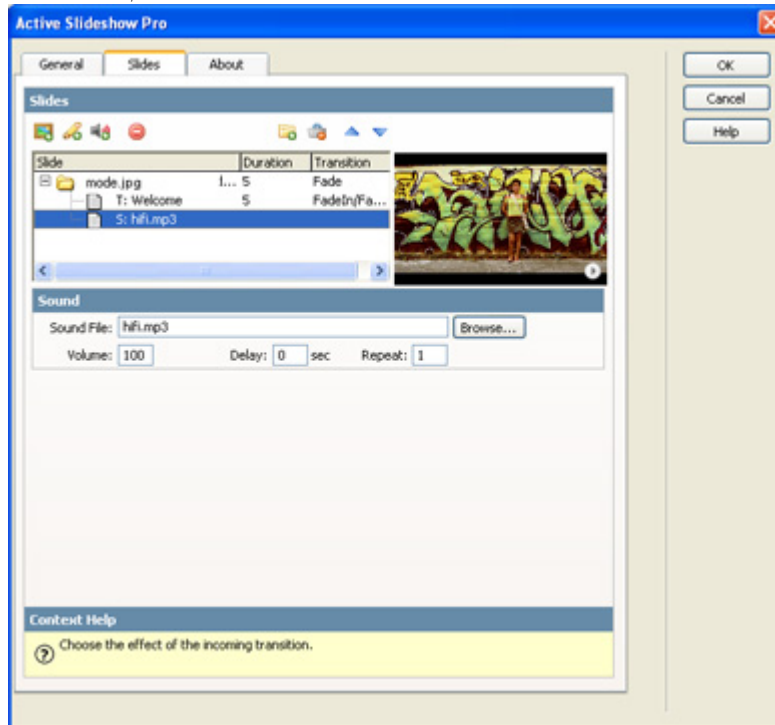 Active Slideshow Pro
General Slides About
OK
Cancel
Help
Slides
Slide Duration Transition
mode.jpg i... 5 Fade
T: Welcome 5 FadeIn/Fa...
S: hifi.mp3
Sound
Sound File: hifi.mp3 Browse...
Volume: 100 Delay: 0 sec Repeat: 1
Context Help
Choose the effect of the incoming transition.